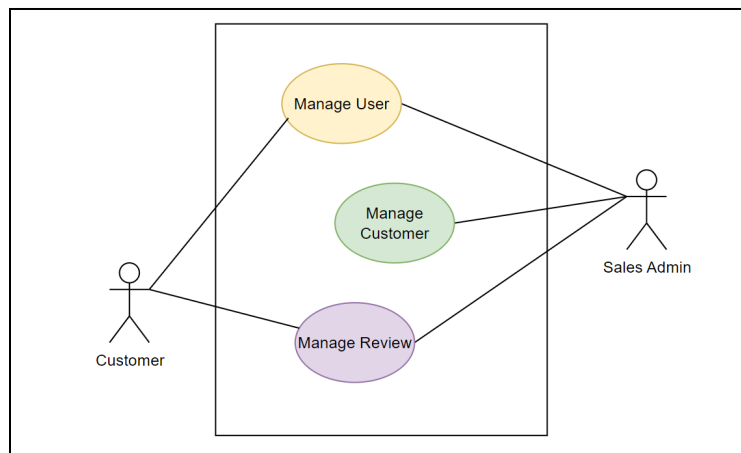 Manage User
Manage
Customer
Sales Admin
Manage Review
Customer